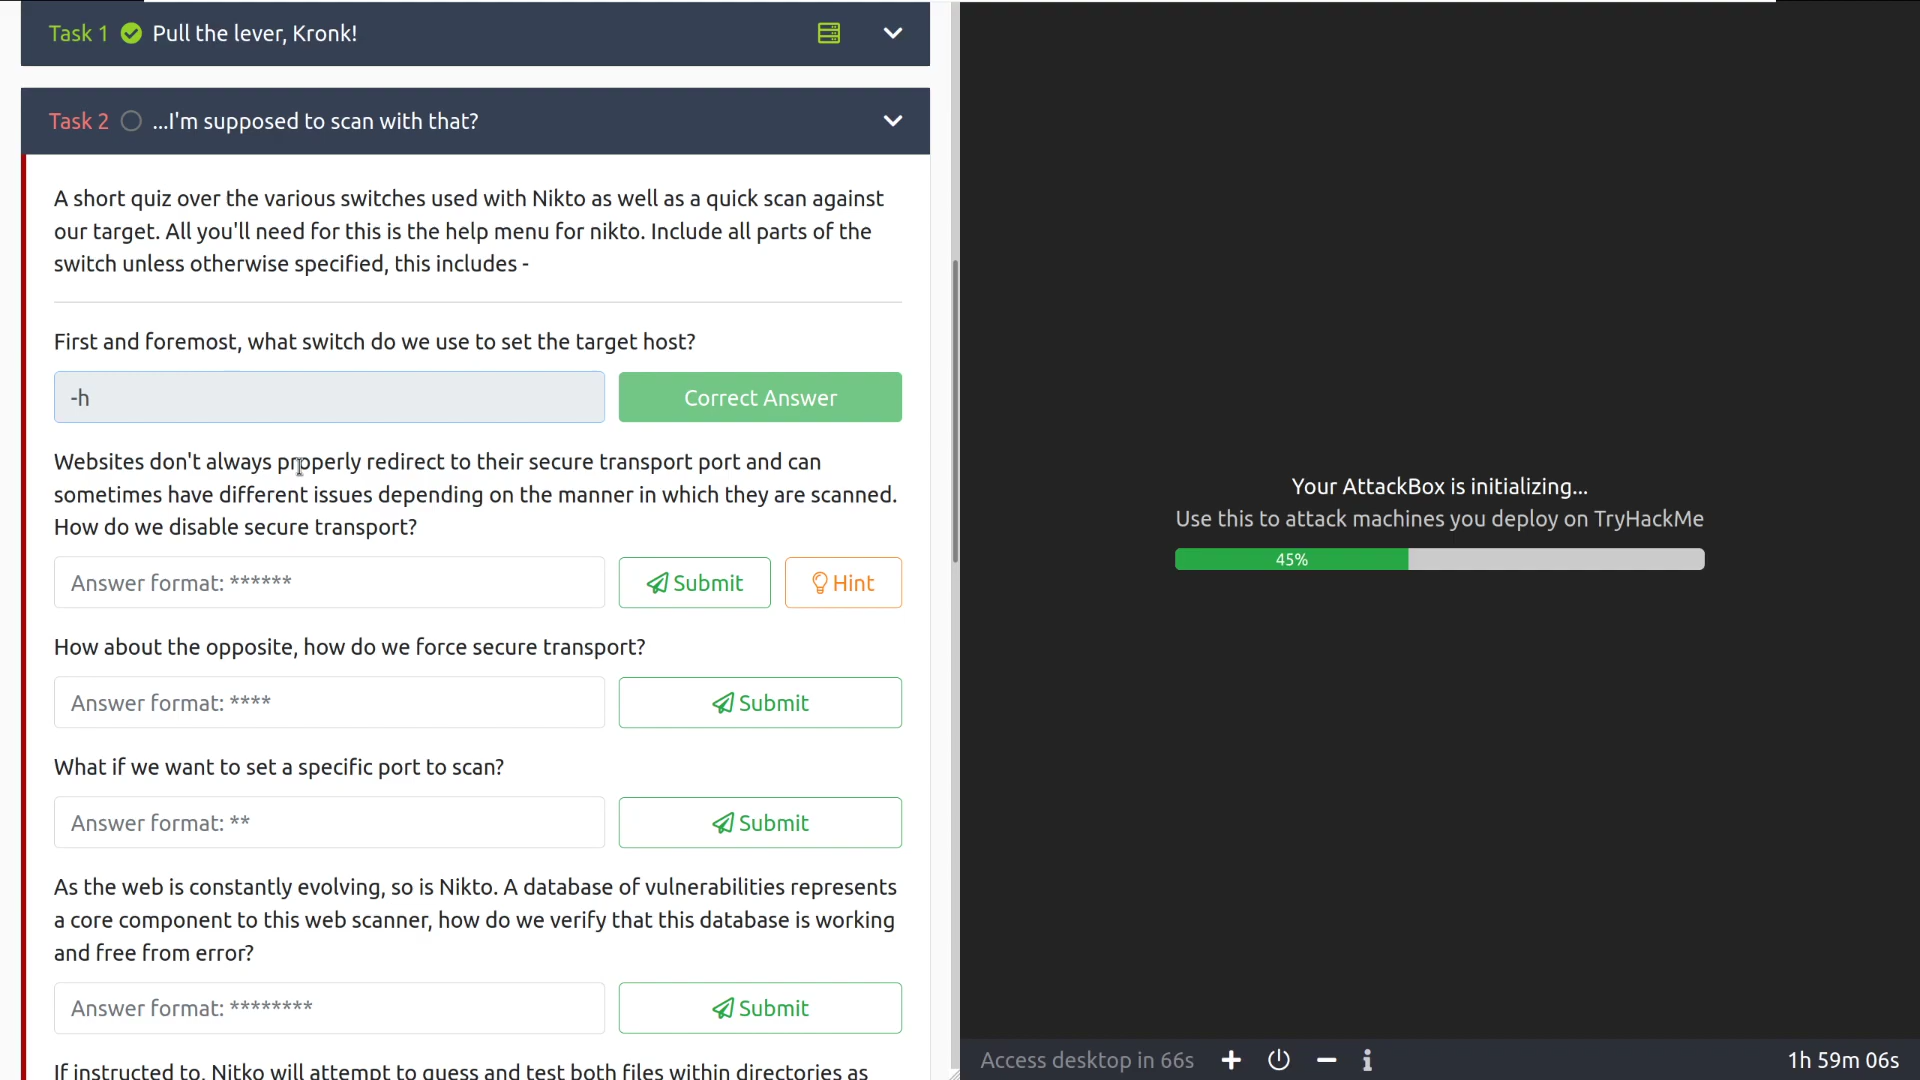 Task 1 Pull the lever, Kronk!
Task 2 ...I'm supposed to scan with that?
A short quiz over the various switches used with Nikto as well as a quick scan against
our target. All you'll need for this is the help menu for nikto. Include all parts of the
switch unless otherwise specified, this includes -
First and foremost, what switch do we use to set the target host?
-h
Correct Answer
Websites don't always properly redirect to their secure transport port and can
sometimes have different issues depending on the manner in which they are scanned.
How do we disable secure transport?
Answer format: ******
Submit
Hint
How about the opposite, how do we force secure transport?
Answer format: ****
Submit
What if we want to set a specific port to scan?
Answer format: **
Submit
As the web is constantly evolving, so is Nikto. A database of vulnerabilities represents
a core component to this web scanner, how do we verify that this database is working
and free from error?
Answer format: ********
Submit
If instructed to, Nitko will attempt to guess and test both files within directories as
Your AttackBox is initializing...
Use this to attack machines you deploy on TryHackMe
45%
Access desktop in 66s
1h 59m 06s